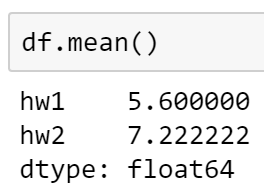 df.mean()
hw1    5.600000
hw2    7.222222
dtype: float64